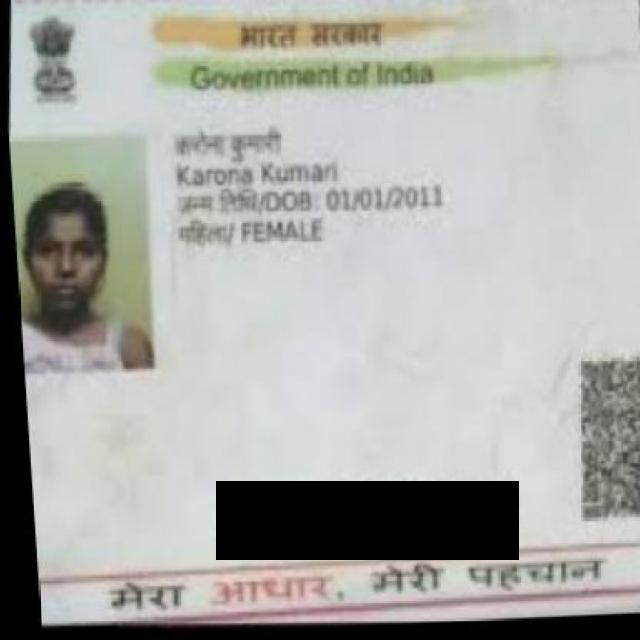 भारत सरकार
Government of India
करोना कुमारी
Karona Kumari
जन्म तिथि/DOB: 01/01/2011
महिला/ FEMALE
मेरा आधार, मेरी पहचान